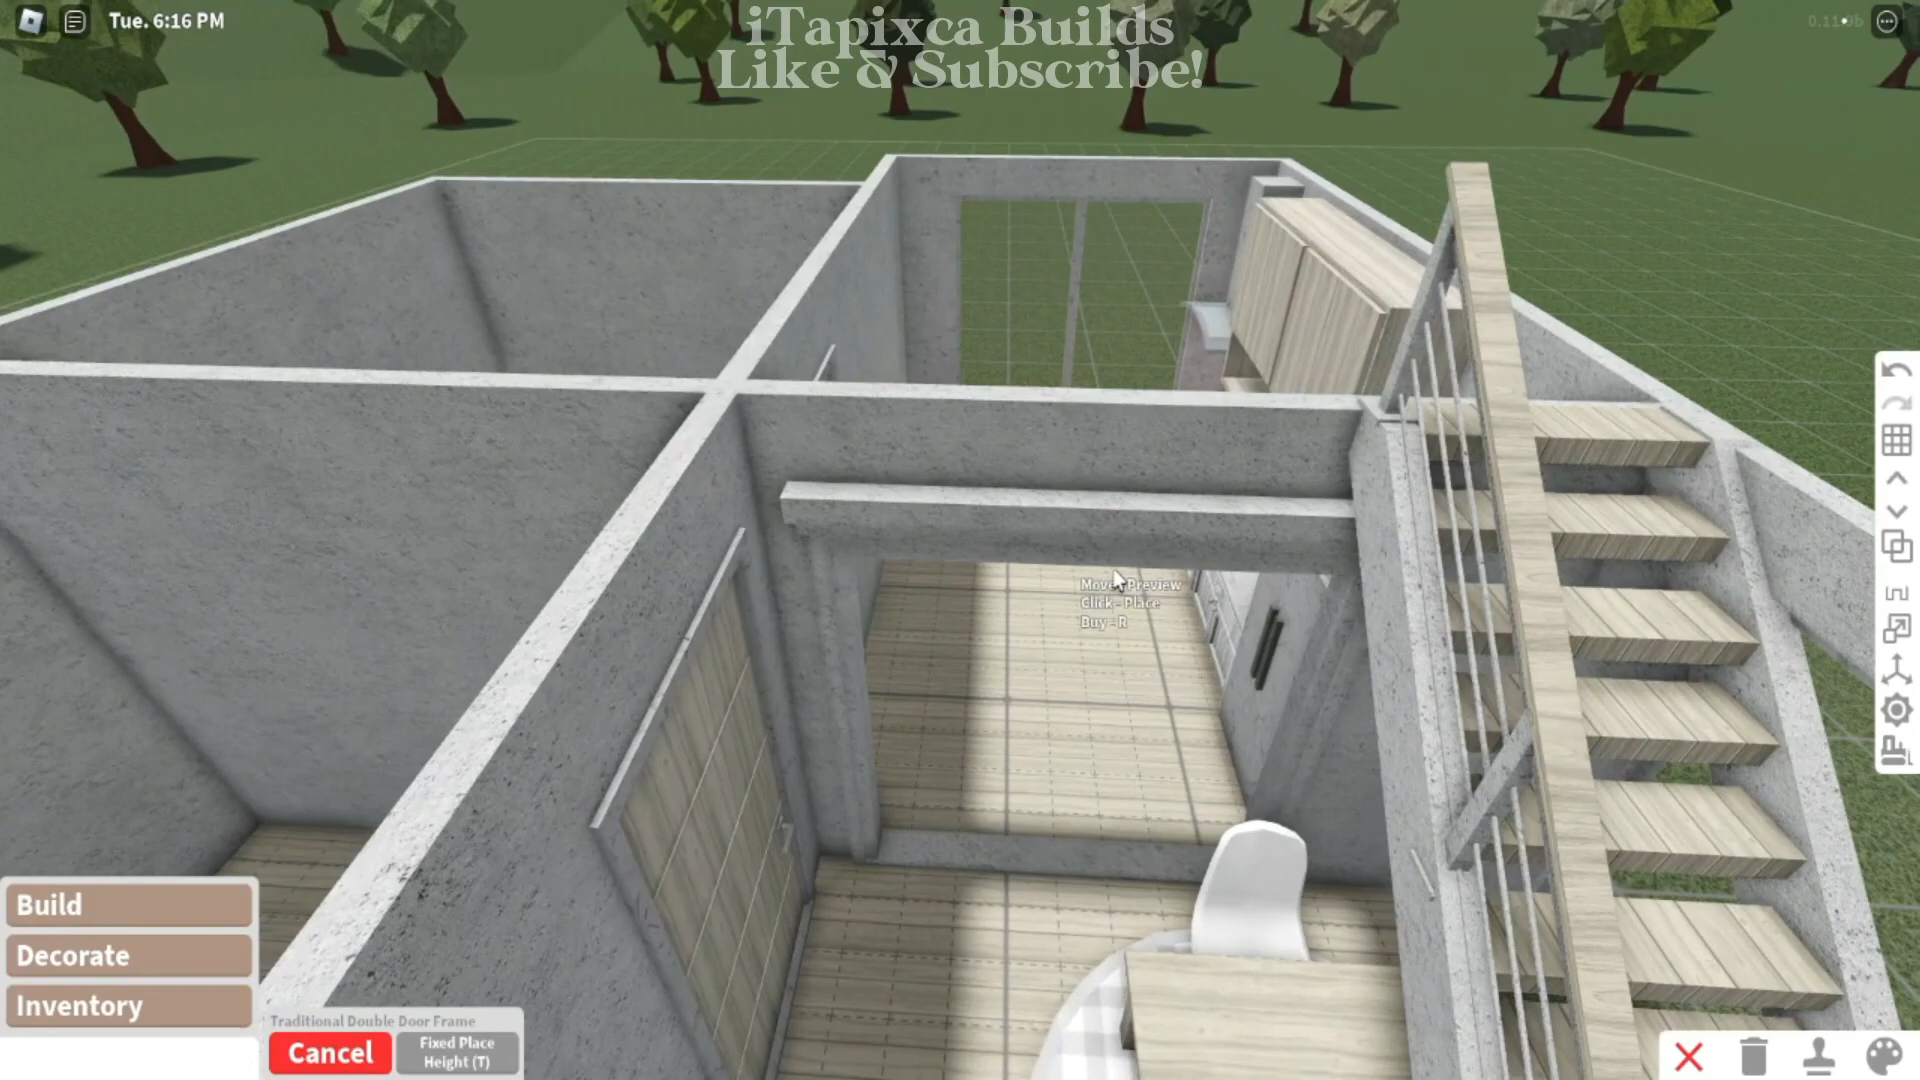 Tue. 6:16 PM
iTapixca Builds
Like & Subscribe!
Move - Preview
Click - Place
Buy - R
Build
Decorate
Inventory
Traditional Double Door Frame
Cancel
Fixed Place
Height (T)